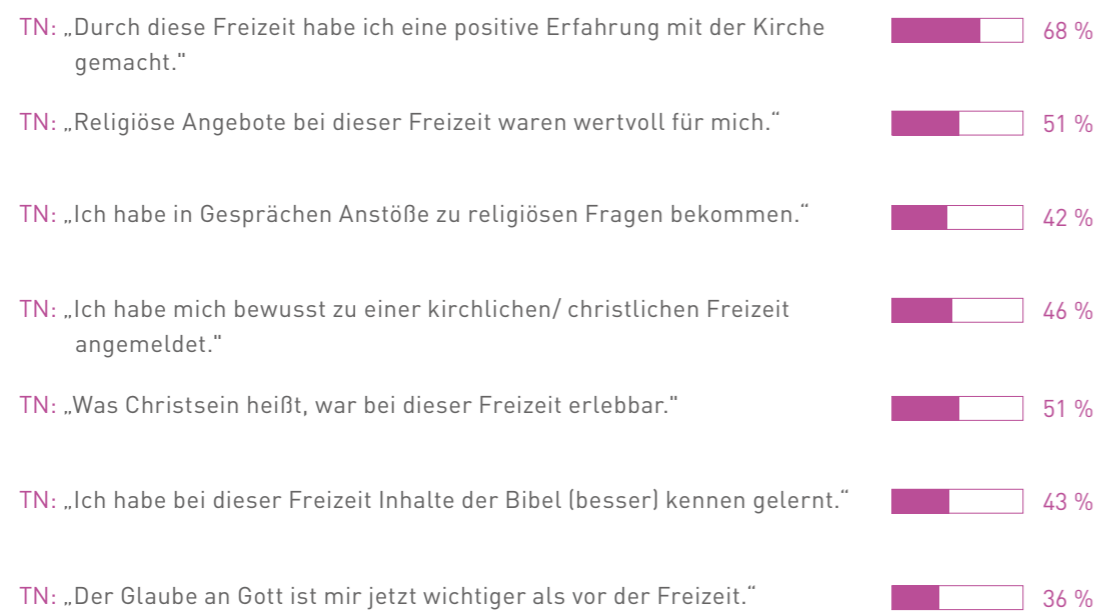 TN: „Durch diese Freizeit habe ich eine positive Erfahrung mit der Kirche 68 %
gemacht."
TN: „Religiöse Angebote bei dieser Freizeit waren wertvoll für mich.“ 51 %
TN: „Ich habe in Gesprächen Anstöße zu religiösen Fragen bekommen.“ 42 %
TN: „Ich habe mich bewusst zu einer kirchlichen/ christlichen Freizeit 46 %
angemeldet."
TN: „Was Christsein heißt, war bei dieser Freizeit erlebbar." 51 %
TN: „Ich habe bei dieser Freizeit Inhalte der Bibel (besser) kennen gelernt.“ 43 %
TN: „Der Glaube an Gott ist mir jetzt wichtiger als vor der Freizeit.“ 36 %